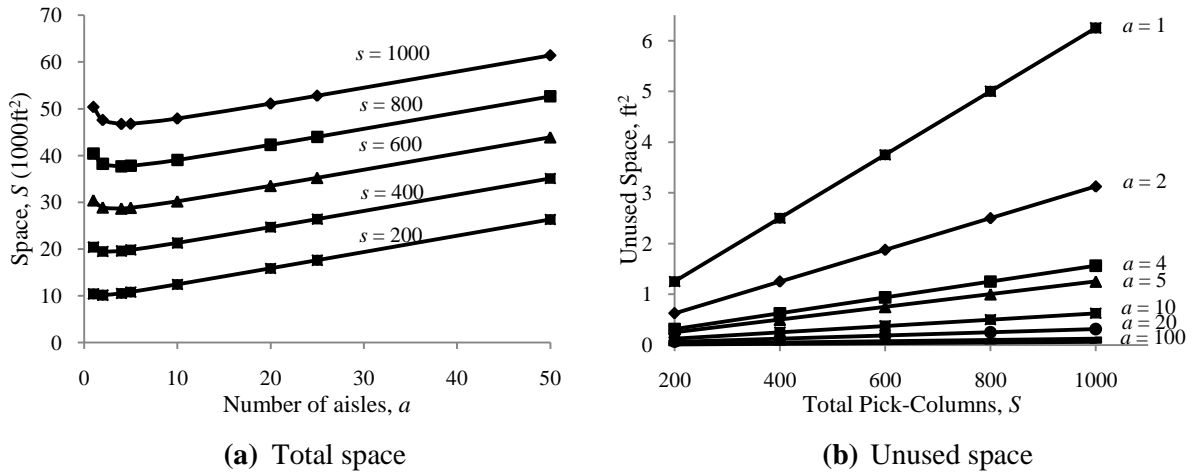 70
60
50
40
30
20
10
0
Space, S (1000ft²)
s = 1000
s = 800
s = 600
s = 400
s = 200
0 10 20 30 40 50
Number of aisles, a
(a) Total space
6
5
4
3
2
1
0
Unused Space, ft²
a = 1
a = 2
a = 4
a = 5
a = 10
a = 20
a = 100
200 400 600 800 1000
Total Pick-Columns, S
(b) Unused space